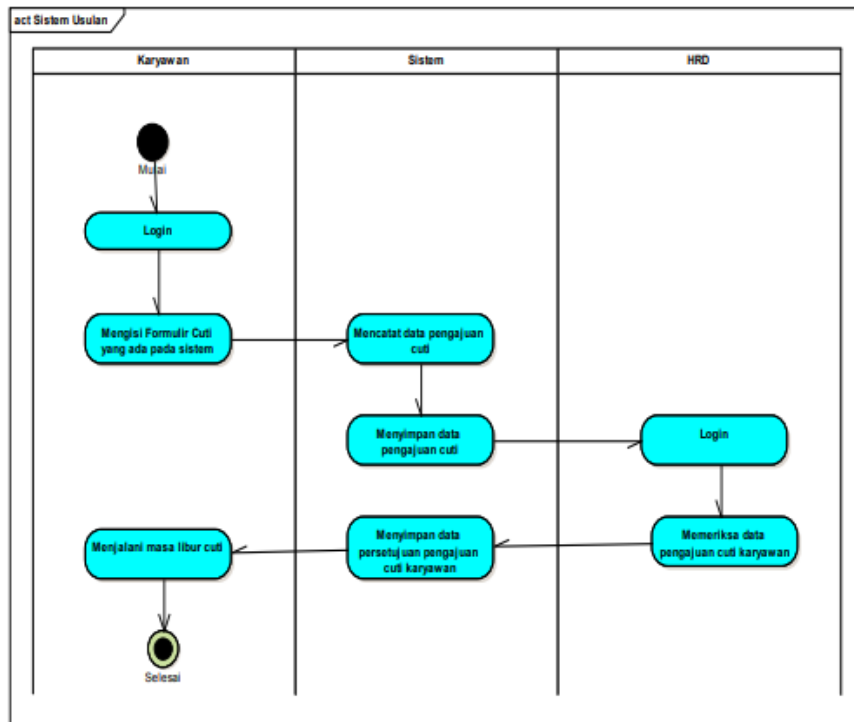 act Sistem Usulan
Karyawan
Sistem
HRD
Mulai
Login
Mengisi Formulir Cuti
yang ada pada sistem
Mencatat data pengajuan
cuti
Menyimpan data
pengajuan cuti
Login
Memeriksa data
pengajuan cuti karyawan
Menyimpan data
persetujuan pengajuan
cuti karyawan
Menjalani masa libur cuti
Selesai